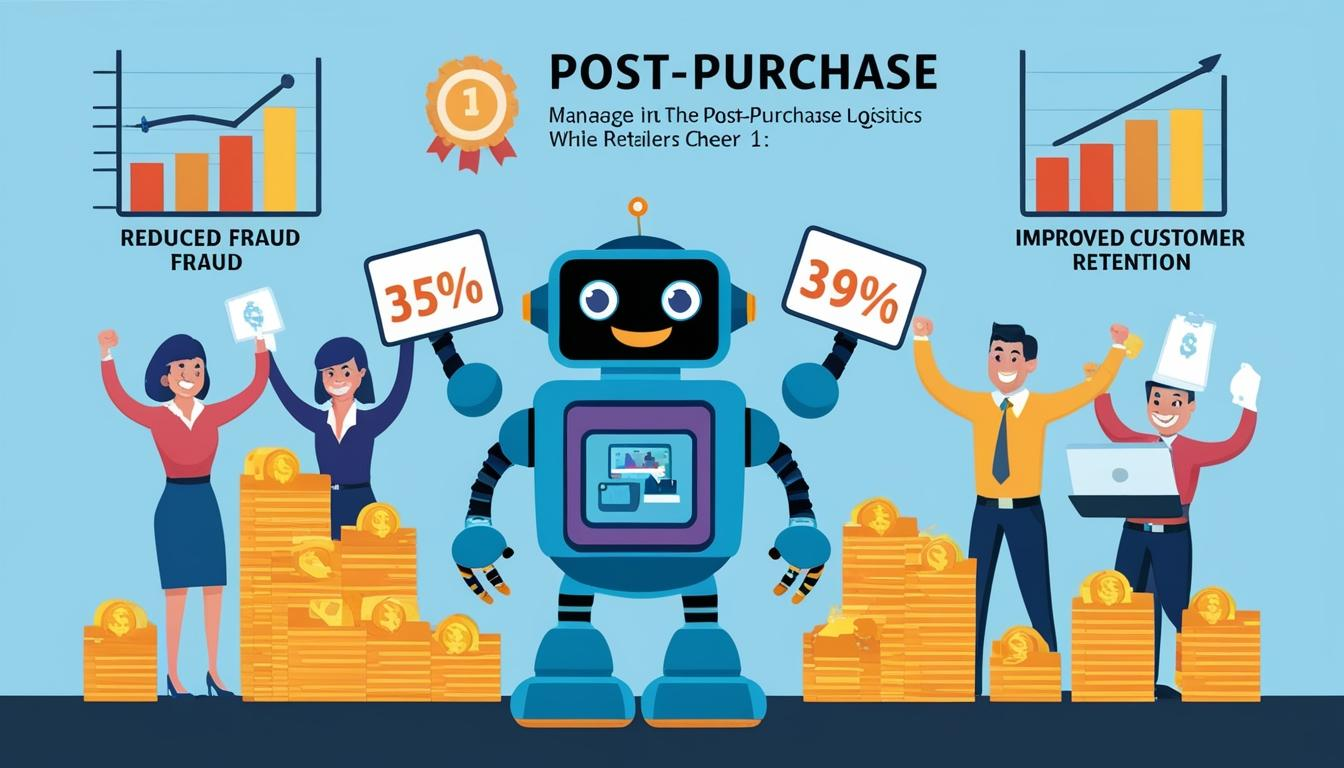 POST-PURCHASE
Manage in The Post-Purchase Logistics
While Retailers Cheer 1:
1
REDUCED FRAUD
FRAUD
IMPROVED CUSTOMER
RETENTION
35%
39%
$
$